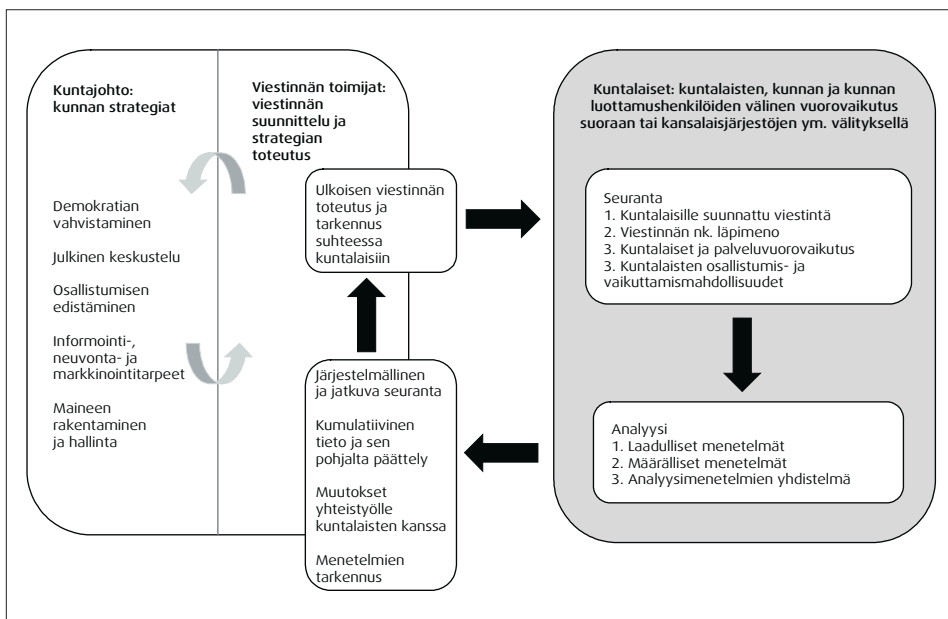 Kuntajohto:
kunnan strategiat
Demokratian
vahvistaminen
Julkinen keskustelu
Osallistumisen
edistäminen
Informointi-,
neuvonta- ja
markkinointitarpeet
Maineen
rakentaminen
ja hallinta
Viestinnän toimijat:
viestinnän
suunnittelu ja
strategian
toteutus
Ulkoisen viestinnän
toteutus ja
tarkennus
suhteessa
kuntalaisiin
Järjestelmällinen
ja jatkuva seuranta
Kumulatiivinen
tieto ja sen
pohjalta päättely
Muutokset
yhteistyölle
kuntalaisten kanssa
Menetelmien
tarkennus
Kuntalaiset: kuntalaisten, kunnan ja kunnan
luottamushenkilöiden välinen vuorovaikutus
suoraan tai kansalaisjärjestöjen ym. välityksellä
Seuranta
1. Kuntalaisille suunnattu viestintä
2. Viestinnän nk. läpimeno
3. Kuntalaiset ja palveluvuorovaikutus
3. Kuntalaisten osallistumis- ja
vaikuttamismahdollisuudet
Analyysi
1. Laadulliset menetelmät
2. Määrälliset menetelmät
3. Analyysimenetelmien yhdistelmä